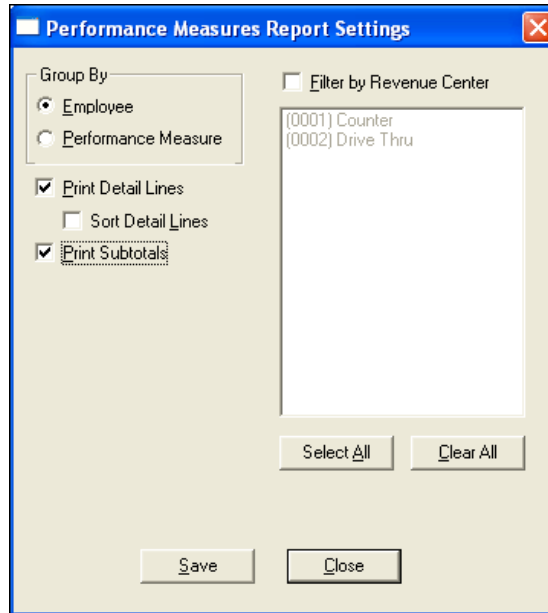 Performance Measures Report Settings
Group By
Employee
Performance Measure
Print Detail Lines
Sort Detail Lines
Print Subtotals
Filter by Revenue Center
(0001) Counter
(0002) Drive Thru
Select All
Clear All
Save
Close